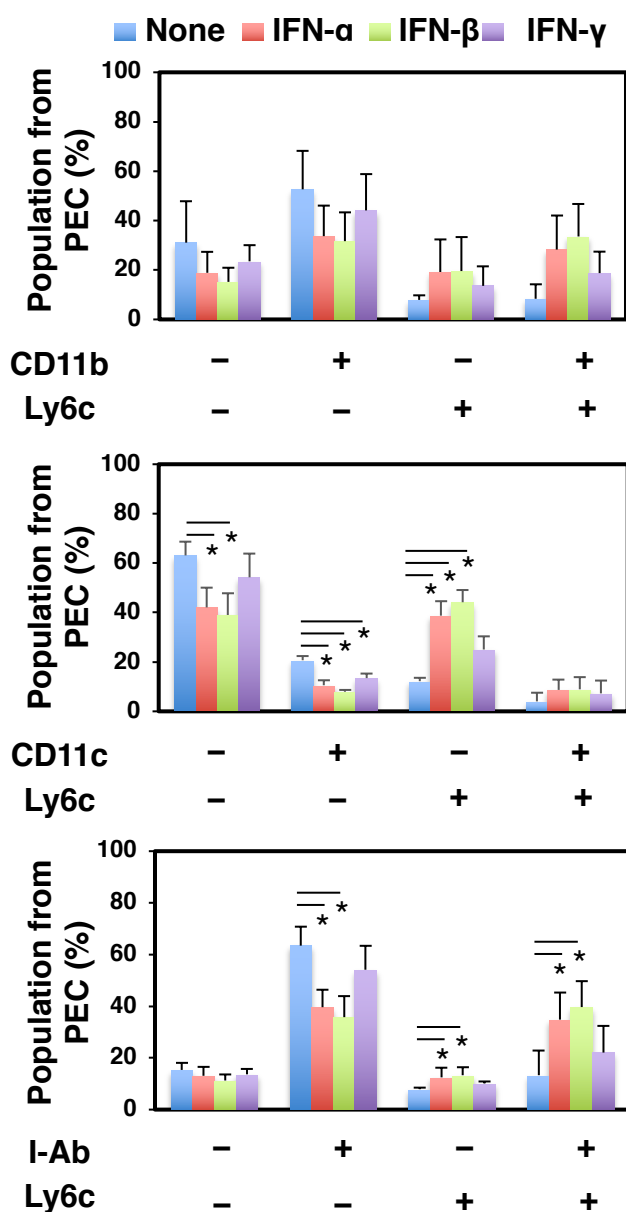 None IFN-α IFN-β IFN-γ
Population from PEC (%)
100
80
60
40
20
0
CD11b − + − +
Ly6c − − + +
Population from PEC (%)
100
80
60
40
20
0
* *
* * *
* * *
CD11c − + − +
Ly6c − − + +
Population from PEC (%)
100
80
60
40
20
0
* *
* *
* *
I-Ab − + − +
Ly6c − − + +